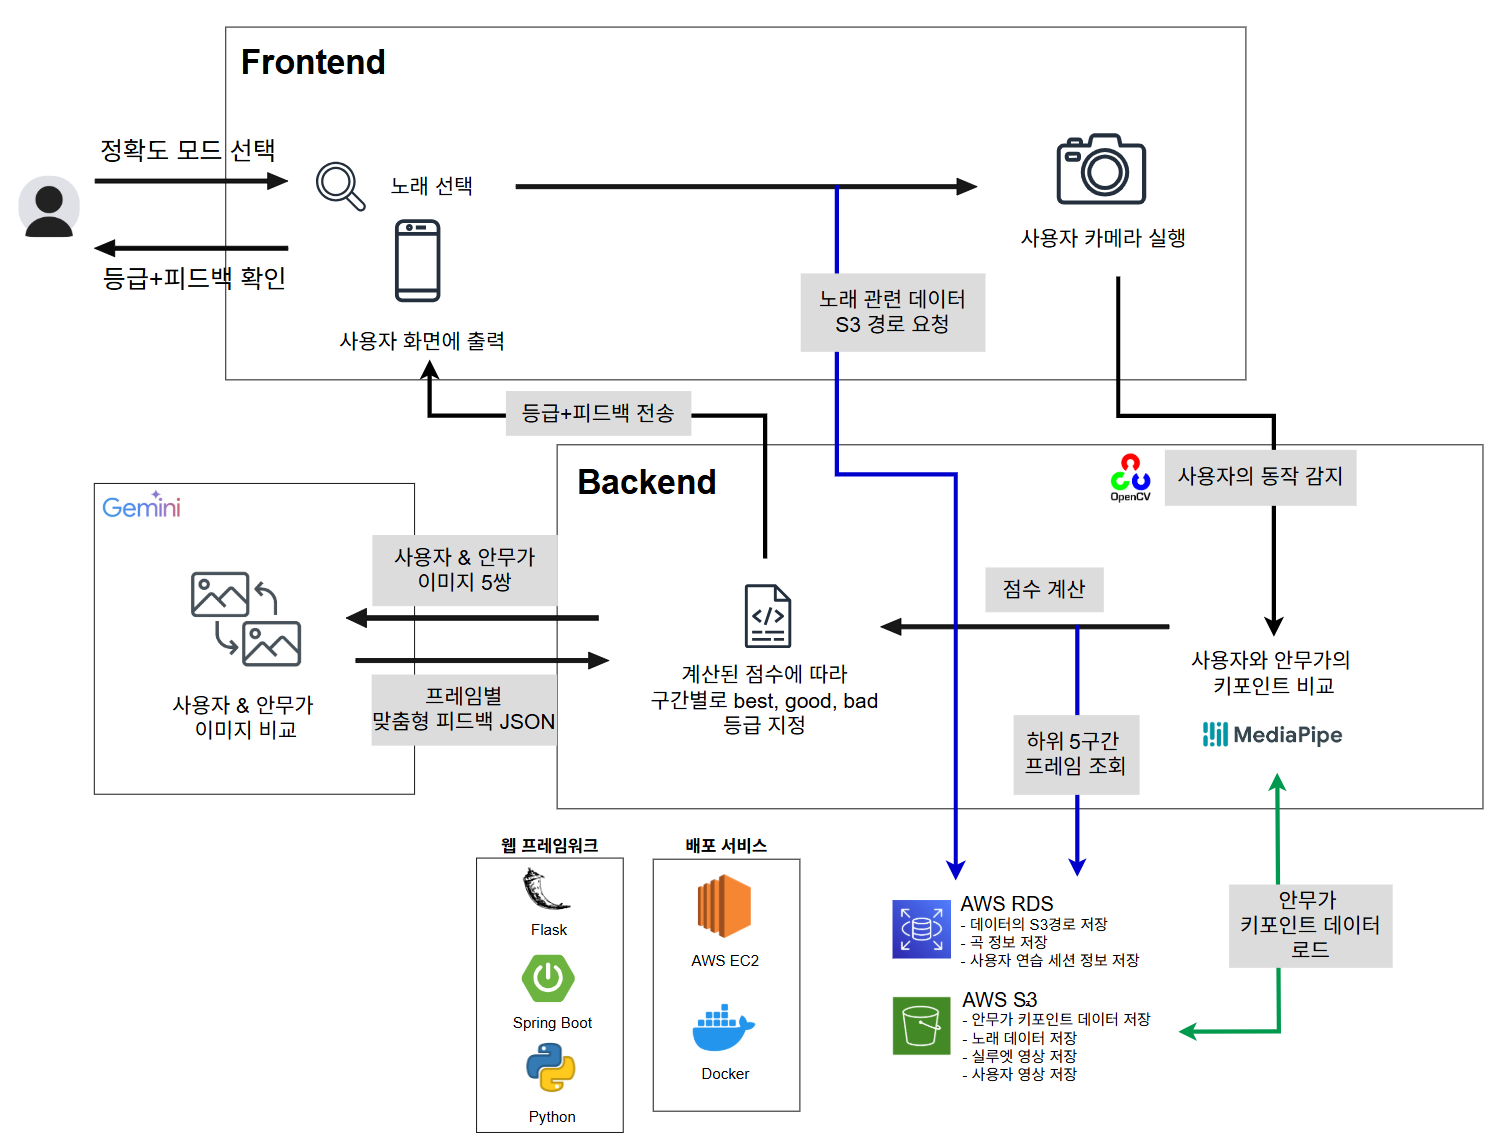 Frontend
정확도 모드 선택
노래 선택
등급+피드백 확인
사용자 화면에 출력
사용자 카메라 실행
노래 관련 데이터
S3 경로 요청
등급+피드백 전송
Backend
OpenCV
사용자의 동작 감지
Gemini
사용자 & 안무가
이미지 5쌍
사용자 & 안무가
이미지 비교
프레임별
맞춤형 피드백 JSON
계산된 점수에 따라
구간별로 best, good, bad
등급 지정
점수 계산
사용자와 안무가의
키포인트 비교
MediaPipe
하위 5구간
프레임 조회
웹 프레임워크
Flask
Spring Boot
Python
배포 서비스
AWS EC2
Docker
AWS RDS
- 데이터의 S3경로 저장
- 곡 정보 저장
- 사용자 연습 세션 정보 저장
AWS S3
- 안무가 키포인트 데이터 저장
- 노래 데이터 저장
- 실루엣 영상 저장
- 사용자 영상 저장
안무가
키포인트 데이터
로드